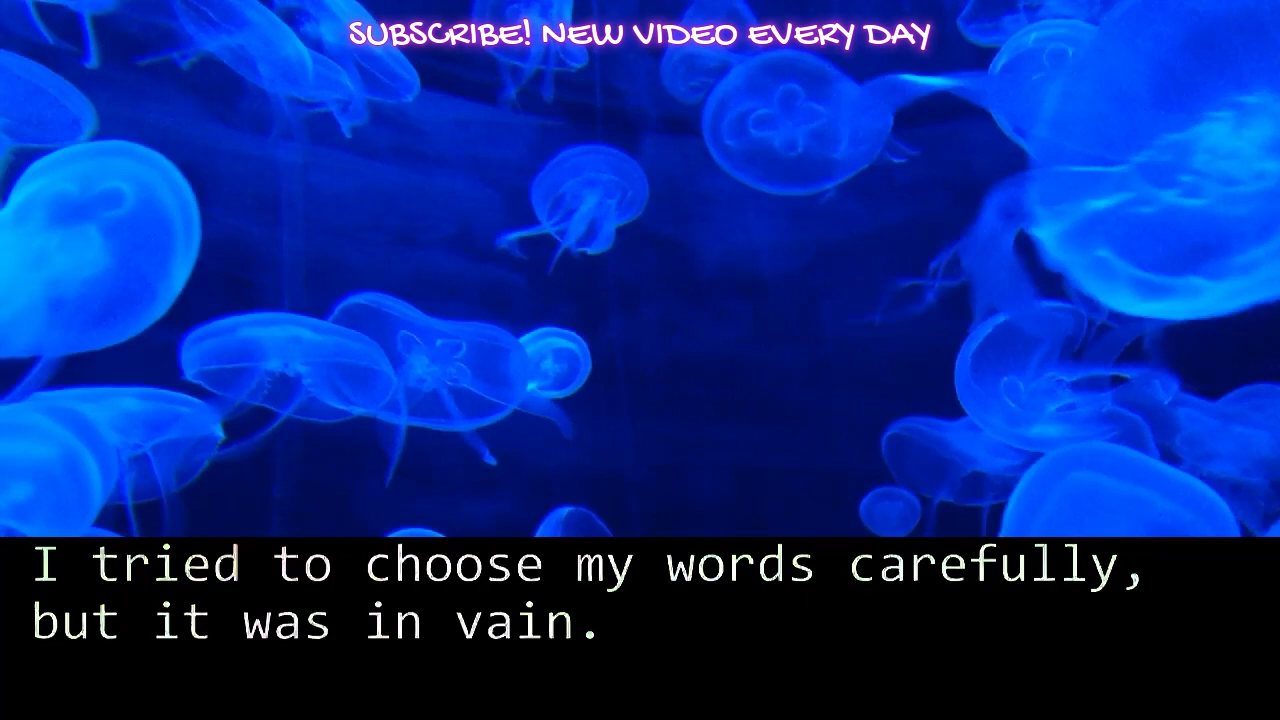 SUBSCRIBE! NEW VIDEO EVERY DAY
I tried to choose my words carefully,
but it was in vain.